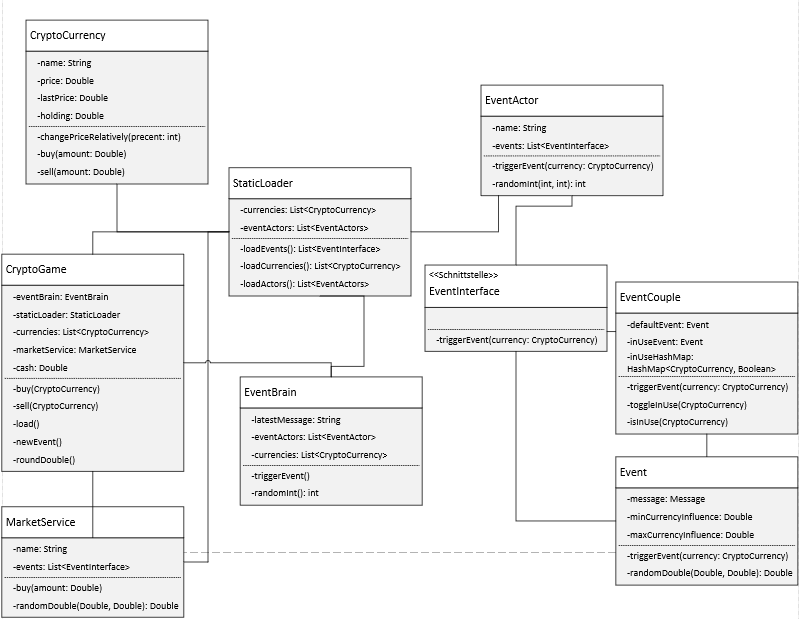 CryptoCurrency
-name: String
-price: Double
-lastPrice: Double
-holding: Double
-changePriceRelatively(precent: int)
-buy(amount: Double)
-sell(amount: Double)
EventActor
-name: String
-events: List<EventInterface>
-triggerEvent(currency: CryptoCurrency)
-randomInt(int, int): int
StaticLoader
-currencies: List<CryptoCurrency>
-eventActors: List<EventActors>
-loadEvents(): List<EventInterface>
-loadCurrencies(): List<CryptoCurrency>
-loadActors(): List<EventActors>
CryptoGame
-eventBrain: EventBrain
-staticLoader: StaticLoader
-currencies: List<CryptoCurrency>
-marketService: MarketService
-cash: Double
-buy(CryptoCurrency)
-sell(CryptoCurrency)
-load()
-newEvent()
-roundDouble()
<<Schnittstelle>>
EventInterface
-triggerEvent(currency: CryptoCurrency)
EventCouple
-defaultEvent: Event
-inUseEvent: Event
-inUseHashMap:
HashMap<CryptoCurrency, Boolean>
-triggerEvent(currency: CryptoCurrency)
-toggleInUse(CryptoCurrency)
-isInUse(CryptoCurrency)
EventBrain
-latestMessage: String
-eventActors: List<EventActor>
-currencies: List<CryptoCurrency>
-triggerEvent()
-randomInt(): int
Event
-message: Message
-minCurrencyInfluence: Double
-maxCurrencyInfluence: Double
-triggerEvent(currency: CryptoCurrency)
-randomDouble(Double, Double): Double
MarketService
-name: String
-events: List<EventInterface>
-buy(amount: Double)
-randomDouble(Double, Double): Double